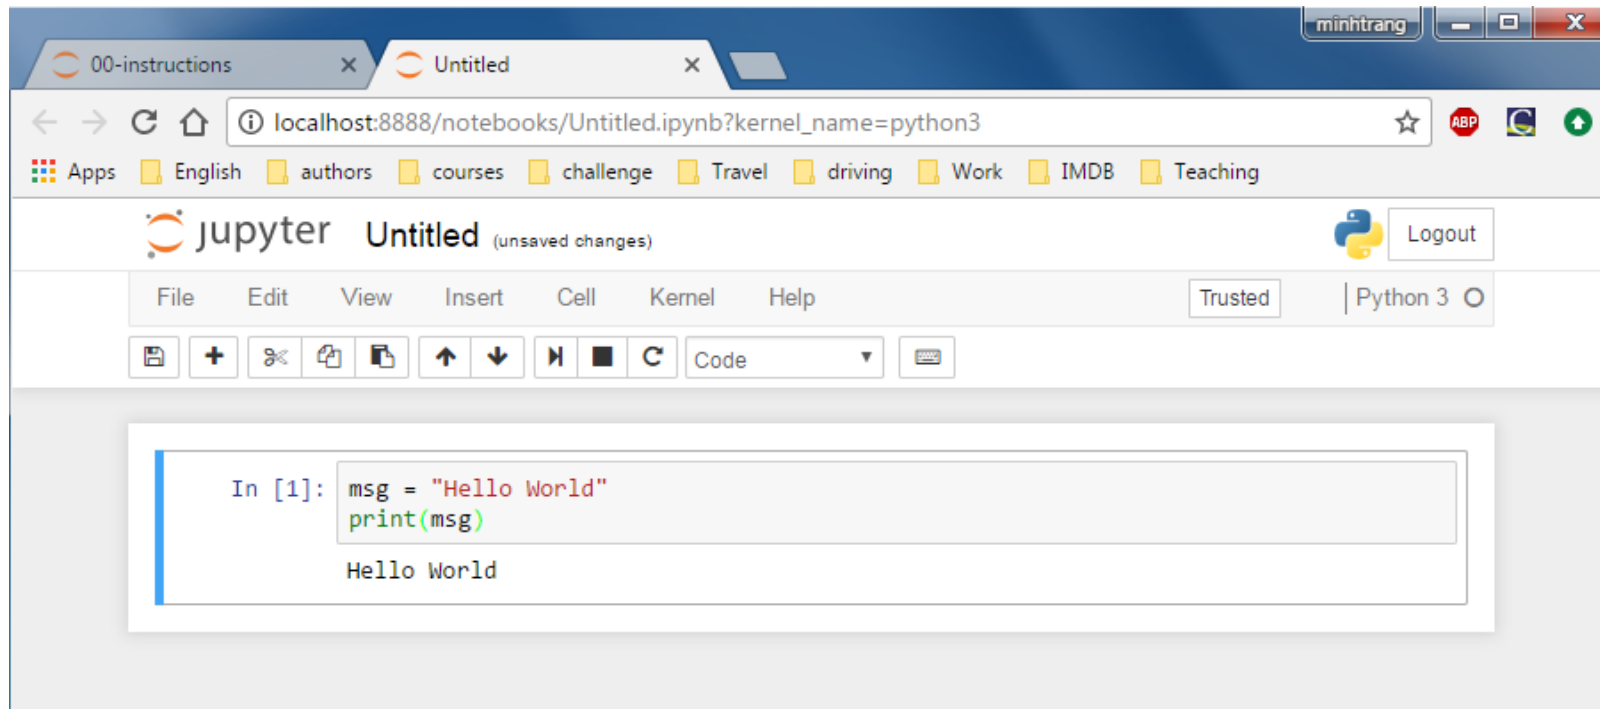 minhtrang
00-instructions
Untitled
localhost:8888/notebooks/Untitled.ipynb?kernel_name=python3
ABP
Apps English authors courses challenge Travel driving Work IMDB Teaching
jupyter Untitled (unsaved changes) Logout
File Edit View Insert Cell Kernel Help Trusted Python 3
Code
In [1]: msg = "Hello World"
print(msg)
Hello World